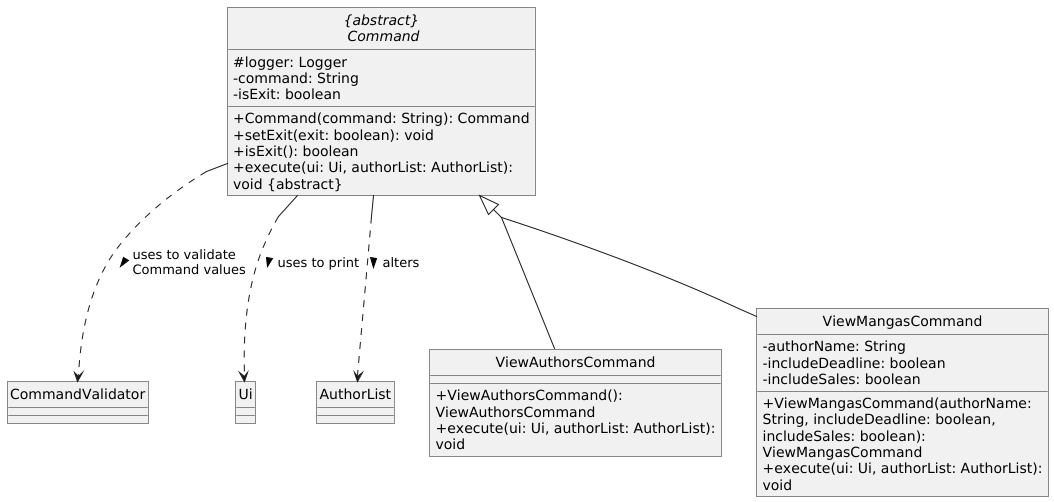 {abstract}
Command
#logger: Logger
-command: String
-isExit: boolean
+Command(command: String): Command
+setExit(exit: boolean): void
+isExit(): boolean
+execute(ui: Ui, authorList: AuthorList):
void {abstract}
uses to validate
Command values
uses to print
alters
CommandValidator
Ui
AuthorList
ViewAuthorsCommand
+ViewAuthorsCommand():
ViewAuthorsCommand
+execute(ui: Ui, authorList: AuthorList):
void
ViewMangasCommand
-authorName: String
-includeDeadline: boolean
-includeSales: boolean
+ViewMangasCommand(authorName:
String, includeDeadline: boolean,
includeSales: boolean):
ViewMangasCommand
+execute(ui: Ui, authorList: AuthorList):
void